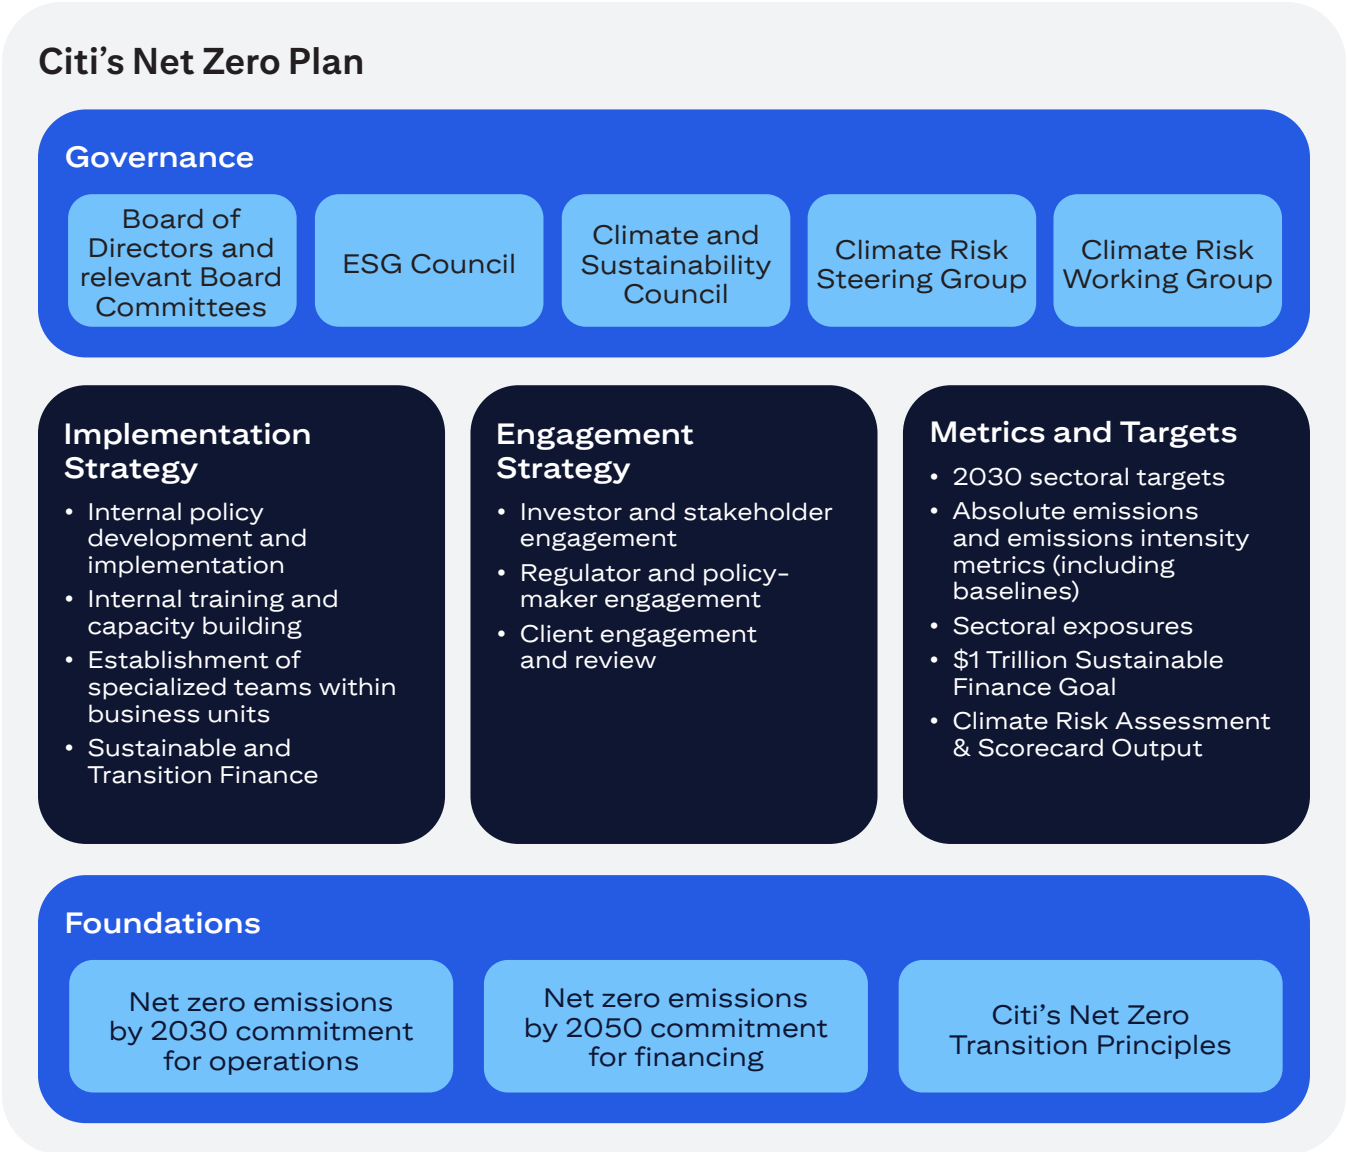 Citi’s Net Zero Plan
Governance
Board of
Directors and
relevant Board
Committees
ESG Council
Climate and
Sustainability
Council
Climate Risk
Steering Group
Climate Risk
Working Group
Implementation
Strategy
• Internal policy
development and
implementation
• Internal training and
capacity building
• Establishment of
specialized teams within
business units
• Sustainable and
Transition Finance
Engagement
Strategy
• Investor and stakeholder
engagement
• Regulator and policy-
maker engagement
• Client engagement
and review
Metrics and Targets
• 2030 sectoral targets
• Absolute emissions
and emissions intensity
metrics (including
baselines)
• Sectoral exposures
• $1 Trillion Sustainable
Finance Goal
• Climate Risk Assessment
& Scorecard Output
Foundations
Net zero emissions
by 2030 commitment
for operations
Net zero emissions
by 2050 commitment
for financing
Citi’s Net Zero
Transition Principles